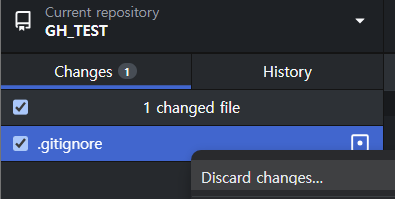 Current repository
GH_TEST
Changes 1
History
1 changed file
.gitignore
Discard changes...